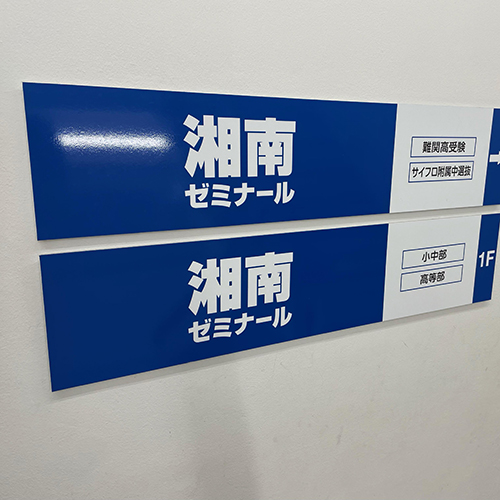 湘南
ゼミナール
難関高受験
サイフロ附属中選抜
→
湘南
ゼミナール
小中部
高等部
1F